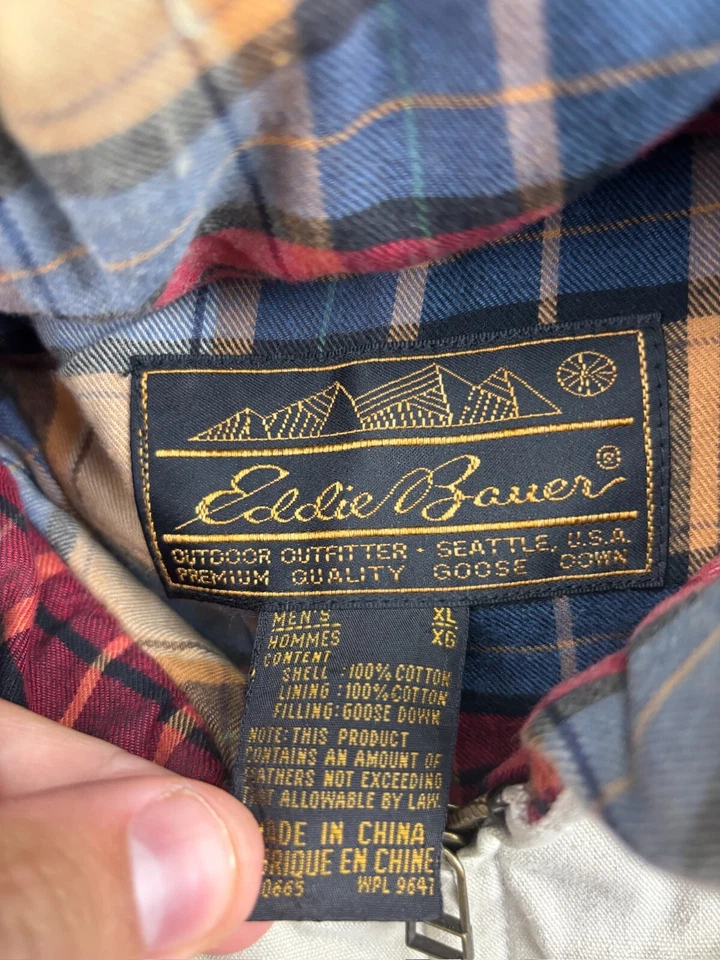 Eddie Bauer®
OUTDOOR OUTFITTER · SEATTLE, U.S.A.
PREMIUM QUALITY GOOSE DOWN
MEN'S XL
HOMMES XG
CONTENT
SHELL :100% COTTON
LINING :100% COTTON
FILLING: GOOSE DOWN
NOTE: THIS PRODUCT
CONTAINS AN AMOUNT OF
FEATHERS NOT EXCEEDING
THAT ALLOWABLE BY LAW
MADE IN CHINA
BRIQUE EN CHINE
0665 WPL 9641